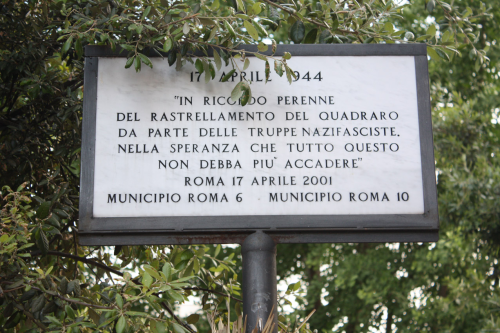 17 APRILE 1944
"IN RICORDO PERENNE
DEL RASTRELLAMENTO DEL QUADRARO
DA PARTE DELLE TRUPPE NAZIFASCISTE.
NELLA SPERANZA CHE TUTTO QUESTO
NON DEBBA PIU' ACCADERE"
ROMA 17 APRILE 2001
MUNICIPIO ROMA 6 MUNICIPIO ROMA 10